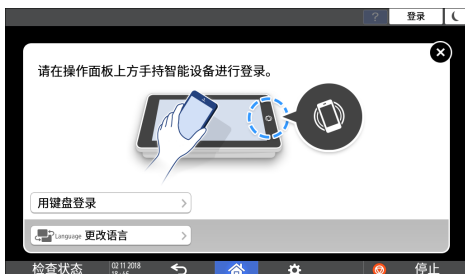 ?
登录
请在操作面板上方手持智能设备进行登录。
用键盘登录
Language 更改语言
检查状态
02 11 2018
停止